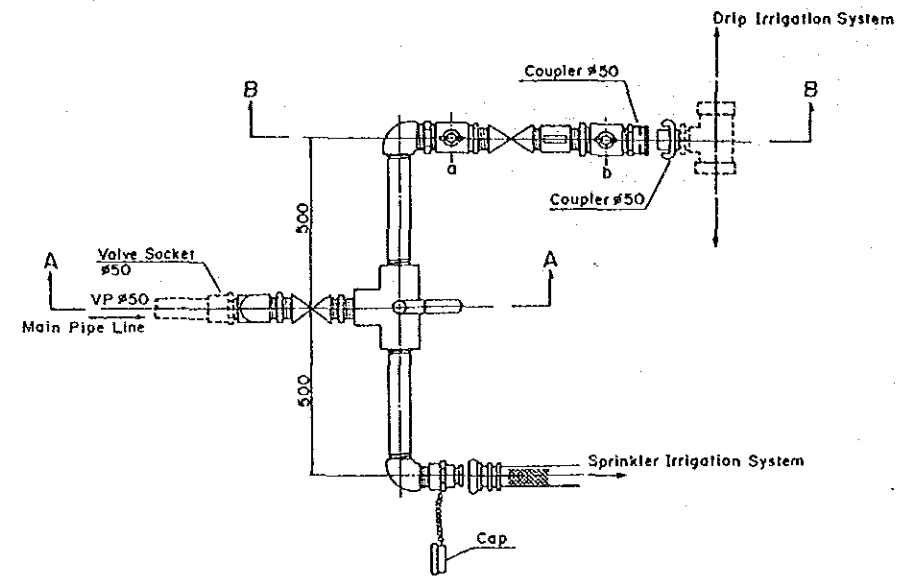 Drip Irrigation System
Coupler ø50
B
B
a
b
Coupler ø50
500
Valve Socket
ø50
A
A
VP ø50
Main Pipe Line
500
Sprinkler Irrigation System
Cap